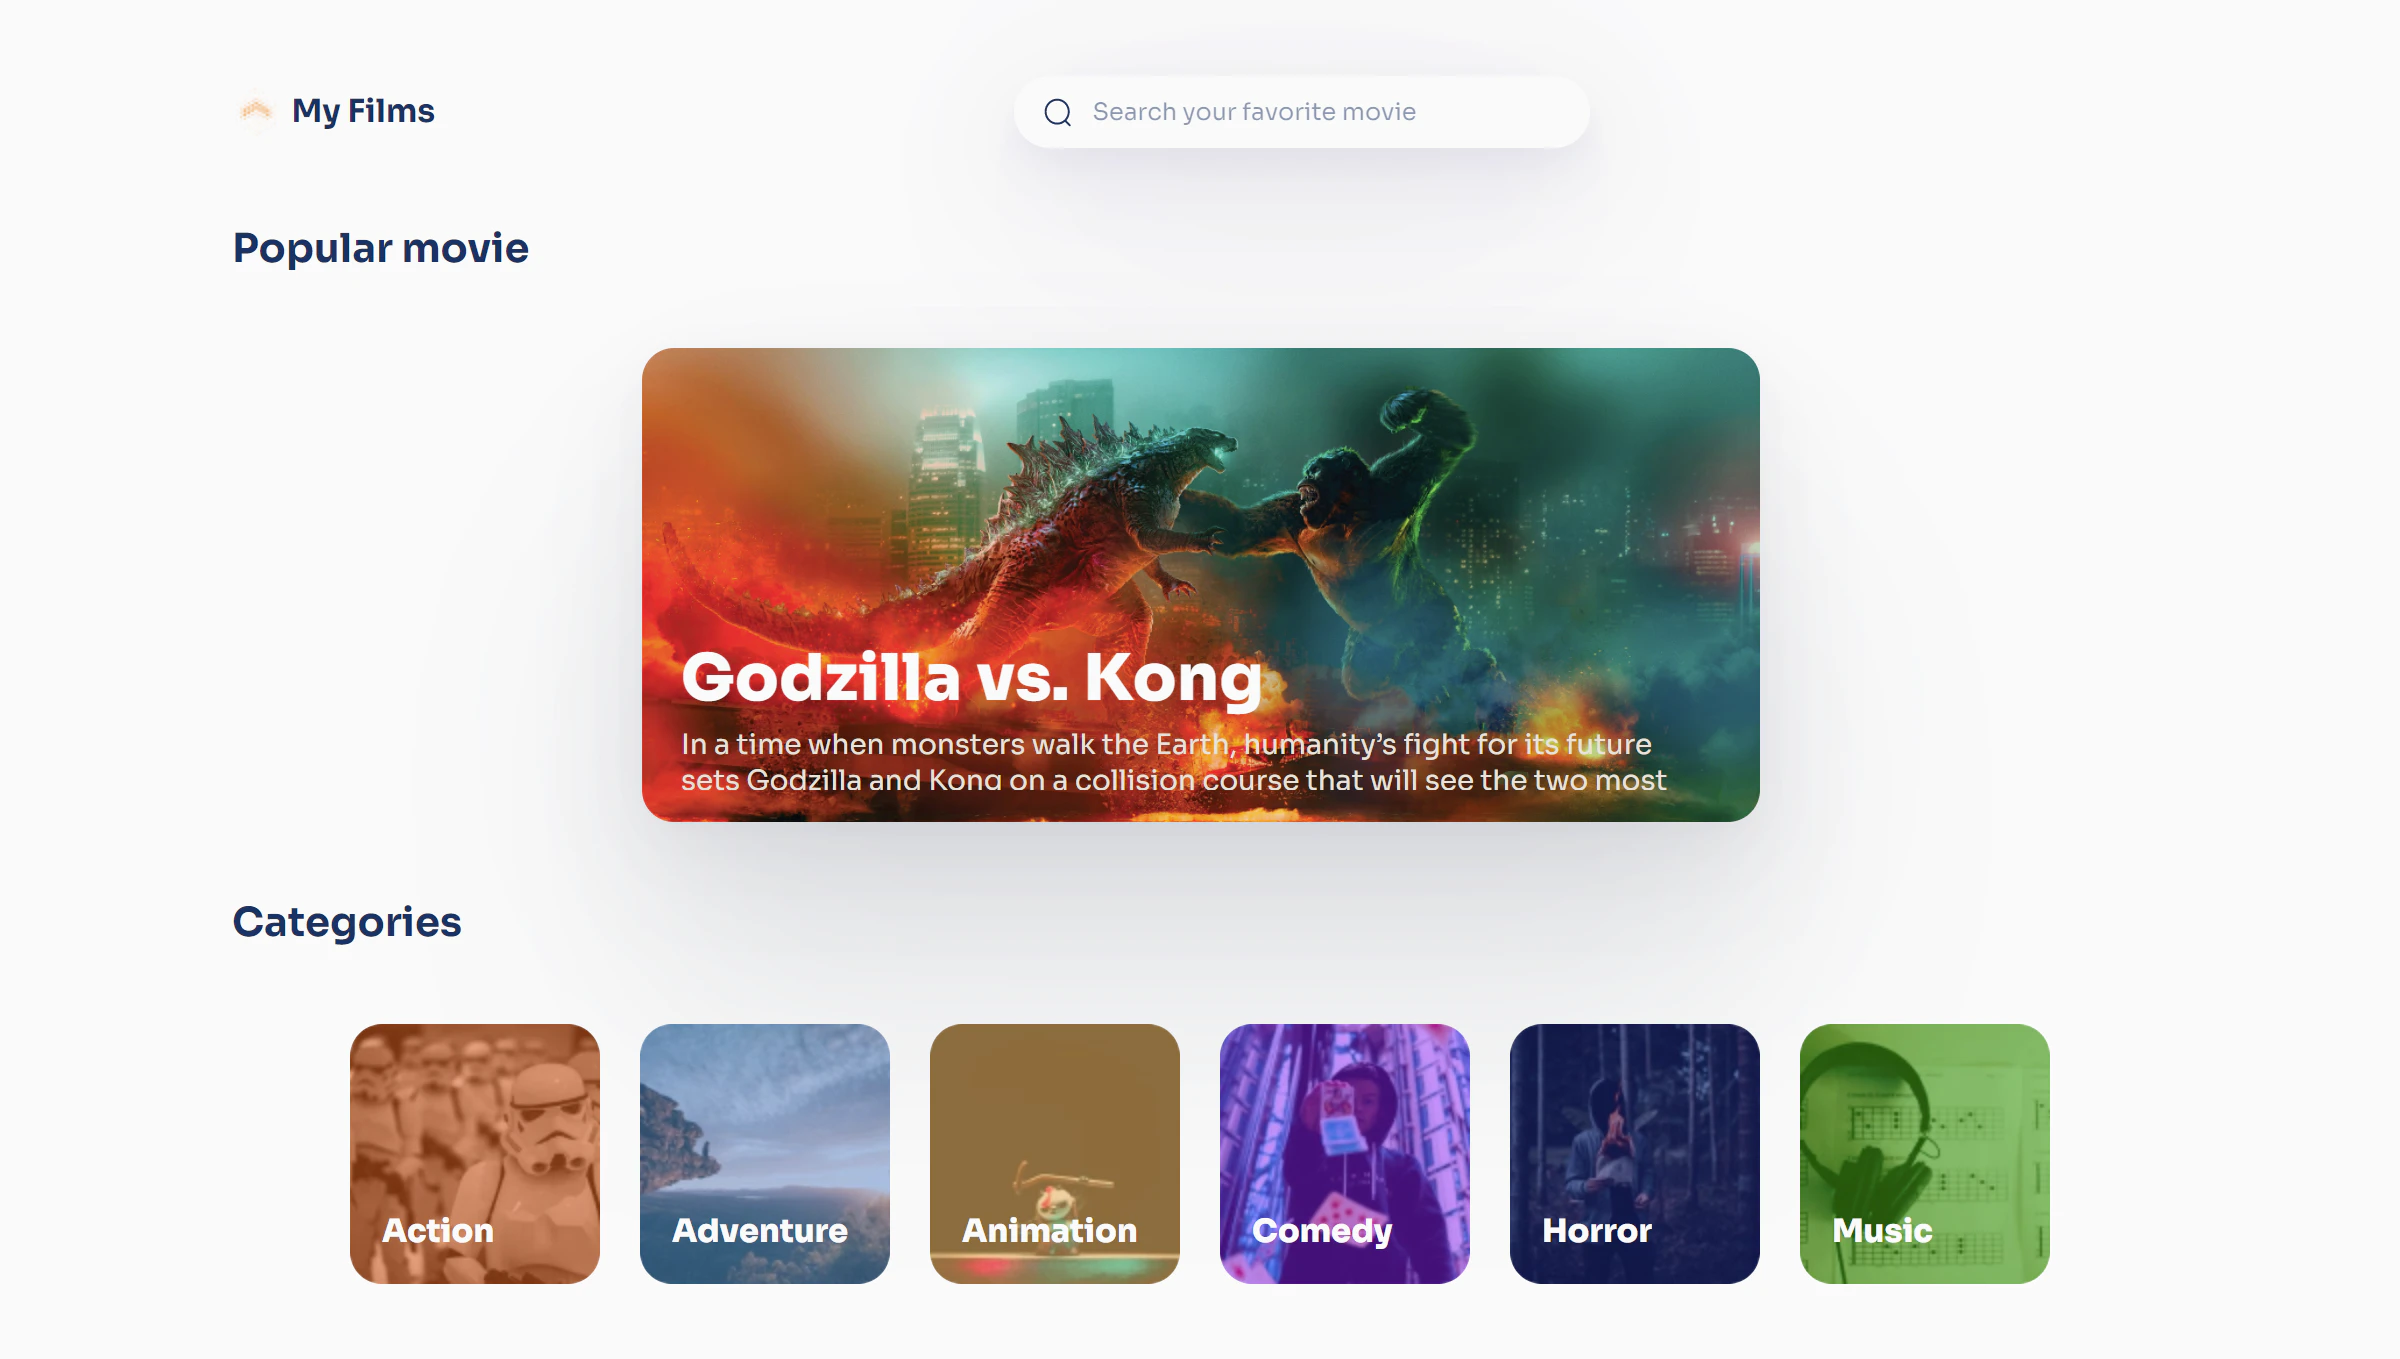 My Films
Search your favorite movie
Popular movie
Godzilla vs. Kong
In a time when monsters walk the Earth, humanity’s fight for its future
sets Godzilla and Kong on a collision course that will see the two most
Categories
Action
Adventure
Animation
Comedy
Horror
Music